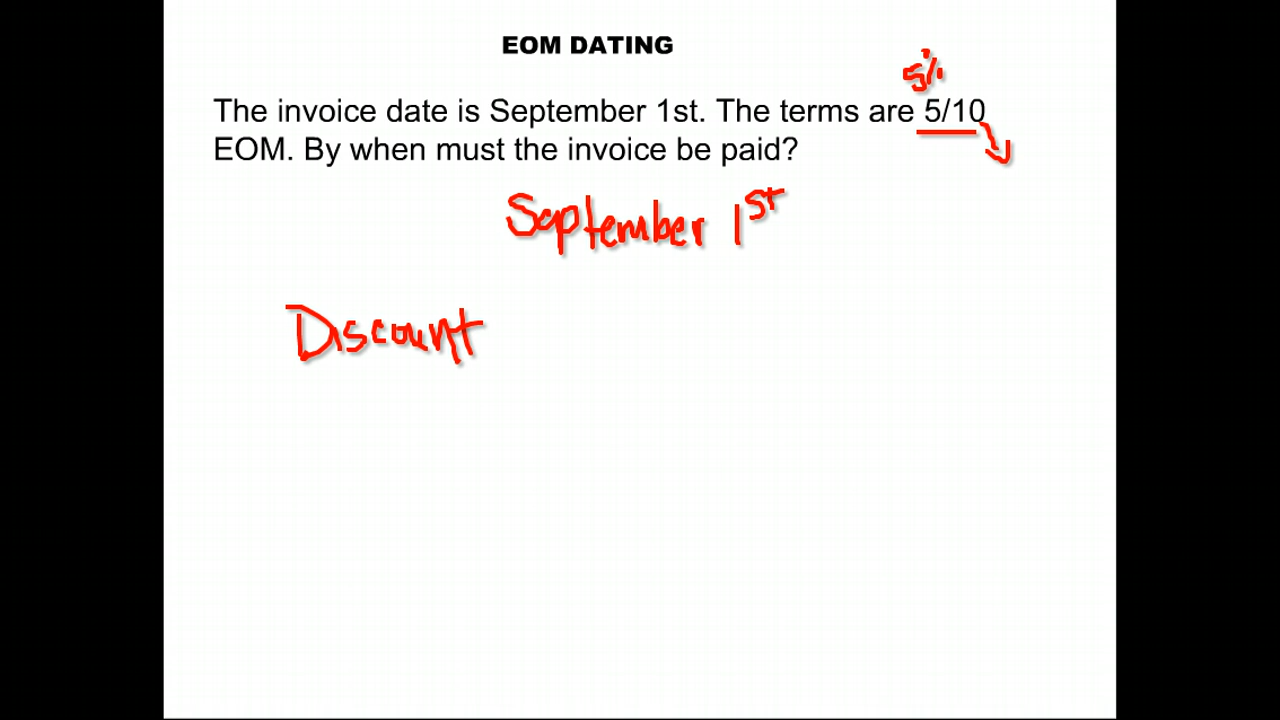 EOM DATING
5%
The invoice date is September 1st. The terms are 5/10
EOM. By when must the invoice be paid?
September 1st
Discount